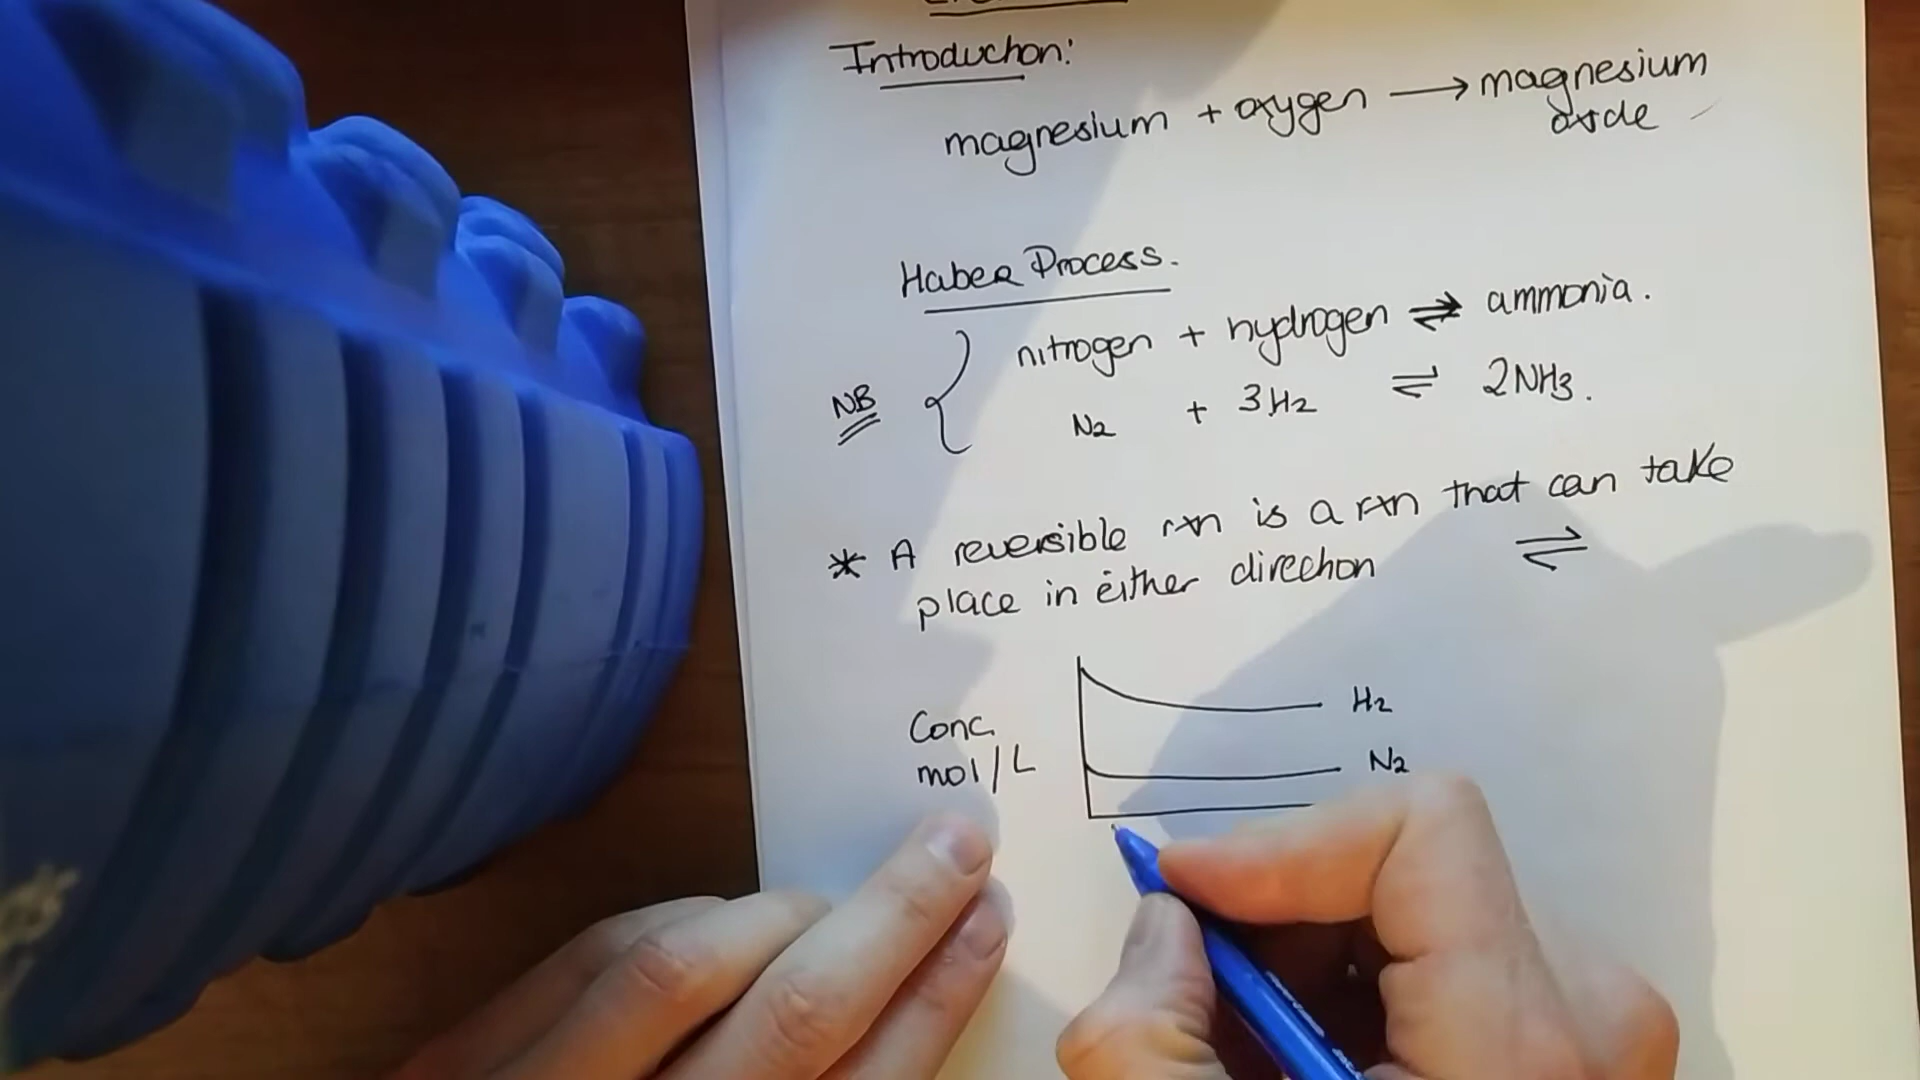 Introduction:
magnesium + oxygen → magnesium
oxide
Haber Process.
nitrogen + hydrogen ⇌ ammonia.
NB
N2 + 3H2 ⇌ 2NH3.
* A reversible rxn is a rxn that can take
place in either direction ⇌
H2
Conc.
mol/L
N2